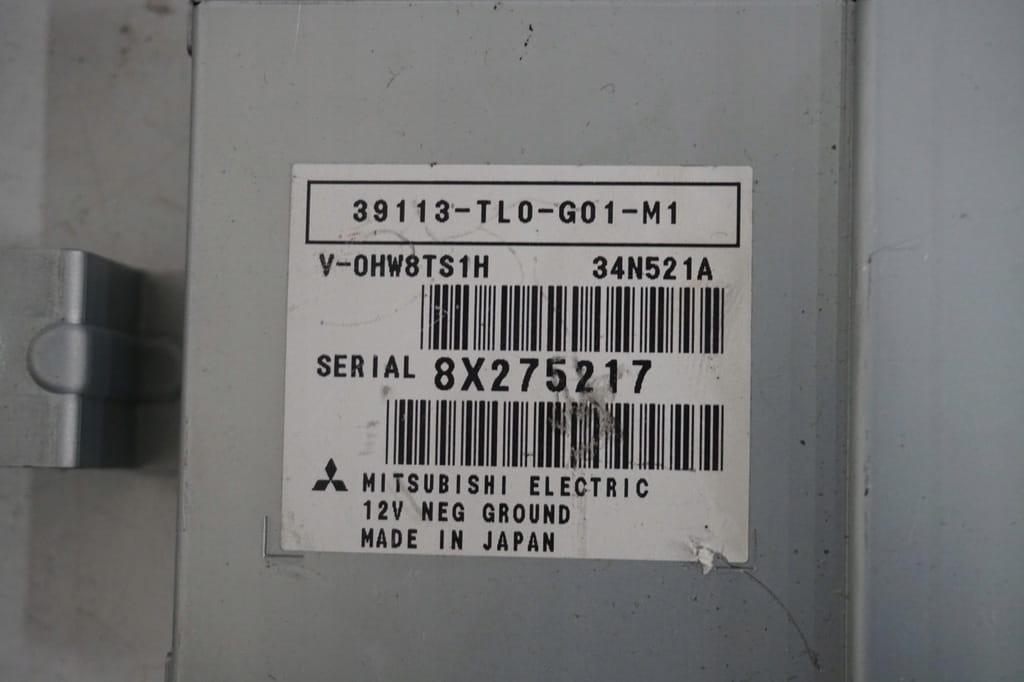 39113-TL0-G01-M1
V-0HW8TS1H 34N521A
SERIAL 8X275217
MITSUBISHI ELECTRIC
12V NEG GROUND
MADE IN JAPAN